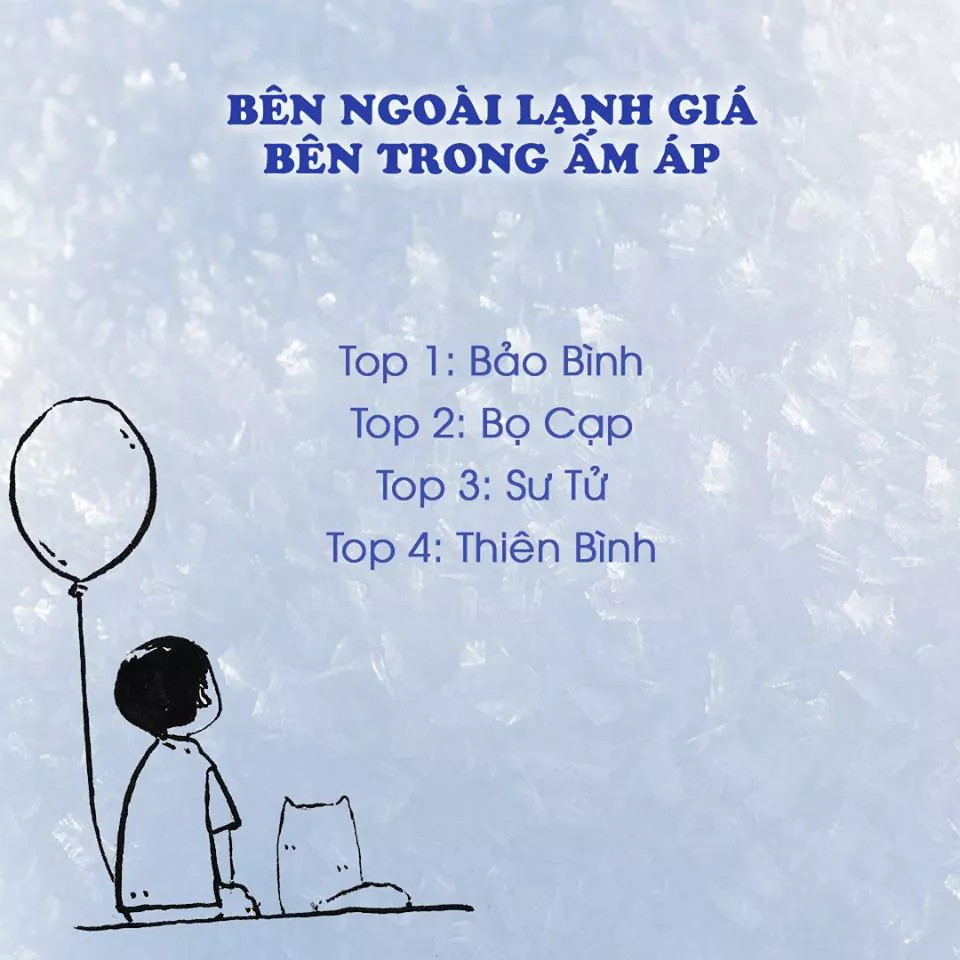 BÊN NGOÀI LẠNH GIÁ
BÊN TRONG ẤM ÁP
Top 1: Bảo Bình
Top 2: Bọ Cạp
Top 3: Sư Tử
Top 4: Thiên Bình